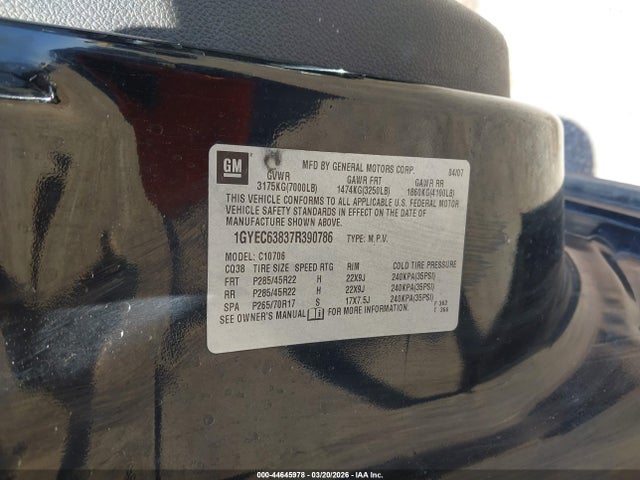 GM
MFD BY GENERAL MOTORS CORP. 04/07
GVWR GAWR FRT GAWR RR
3175KG(7000LB) 1474KG(3250LB) 1860KG(4100LB)
THIS VEHICLE CONFORMS TO ALL APPLICABLE U.S. FEDERAL MOTOR
VEHICLE SAFETY STANDARDS IN EFFECT ON THE DATE OF
MANUFACTURE SHOWN ABOVE.
1GYEC63837R390786 TYPE: M.P.V.
MODEL: C10706
CQ38 TIRE SIZE SPEED RTG RIM COLD TIRE PRESSURE
FRT P285/45R22 H 22X9J 240KPA(35PSI)
RR P285/45R22 H 22X9J 240KPA(35PSI)
SPA P265/70R17 S 17X7.5J 240KPA(35PSI)
SEE OWNER'S MANUAL FOR MORE INFORMATION.
000-44645978 - 03/20/2026 - IAA Inc.